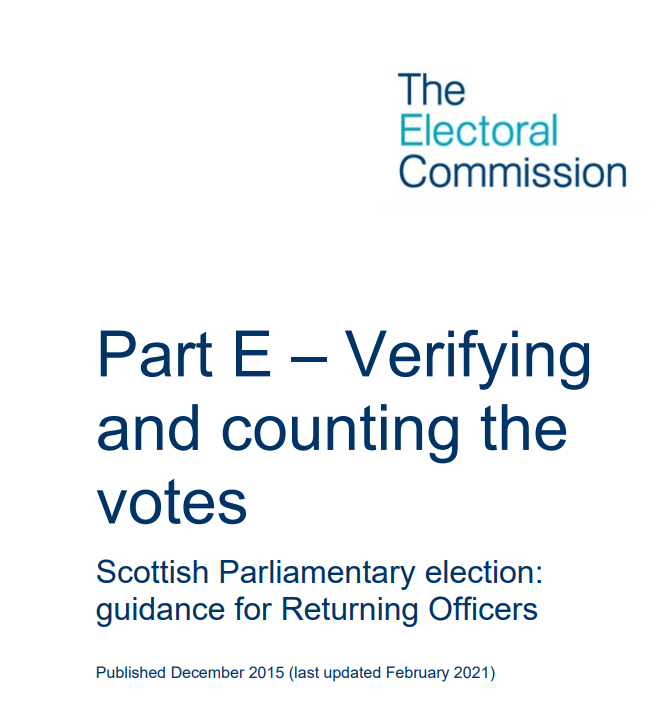 The
Electoral
Commission
Part E – Verifying
and counting the
votes
Scottish Parliamentary election:
guidance for Returning Officers
Published December 2015 (last updated February 2021)